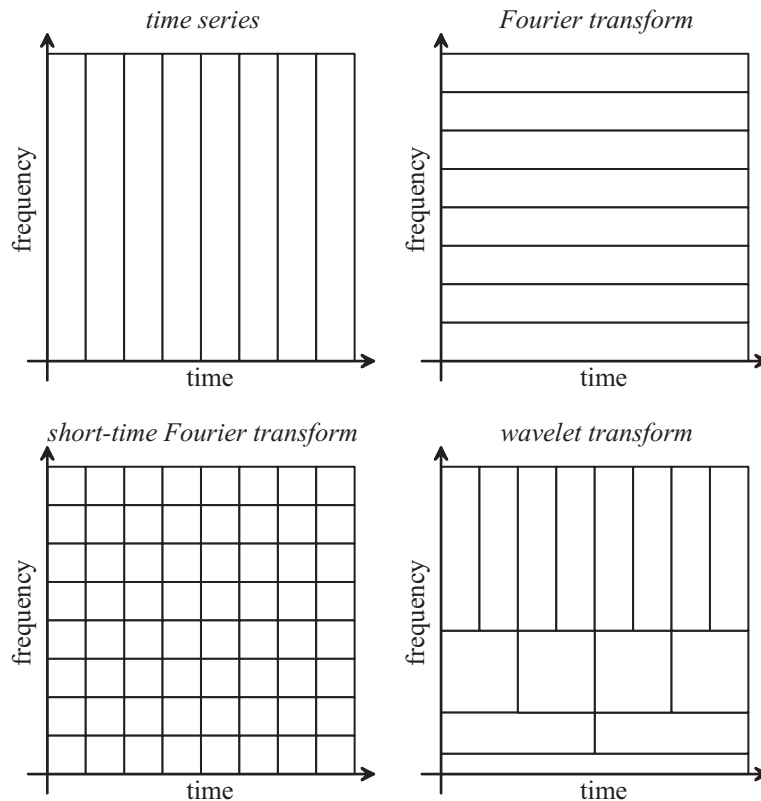 time series
frequency
time
Fourier transform
frequency
time
short-time Fourier transform
frequency
time
wavelet transform
frequency
time